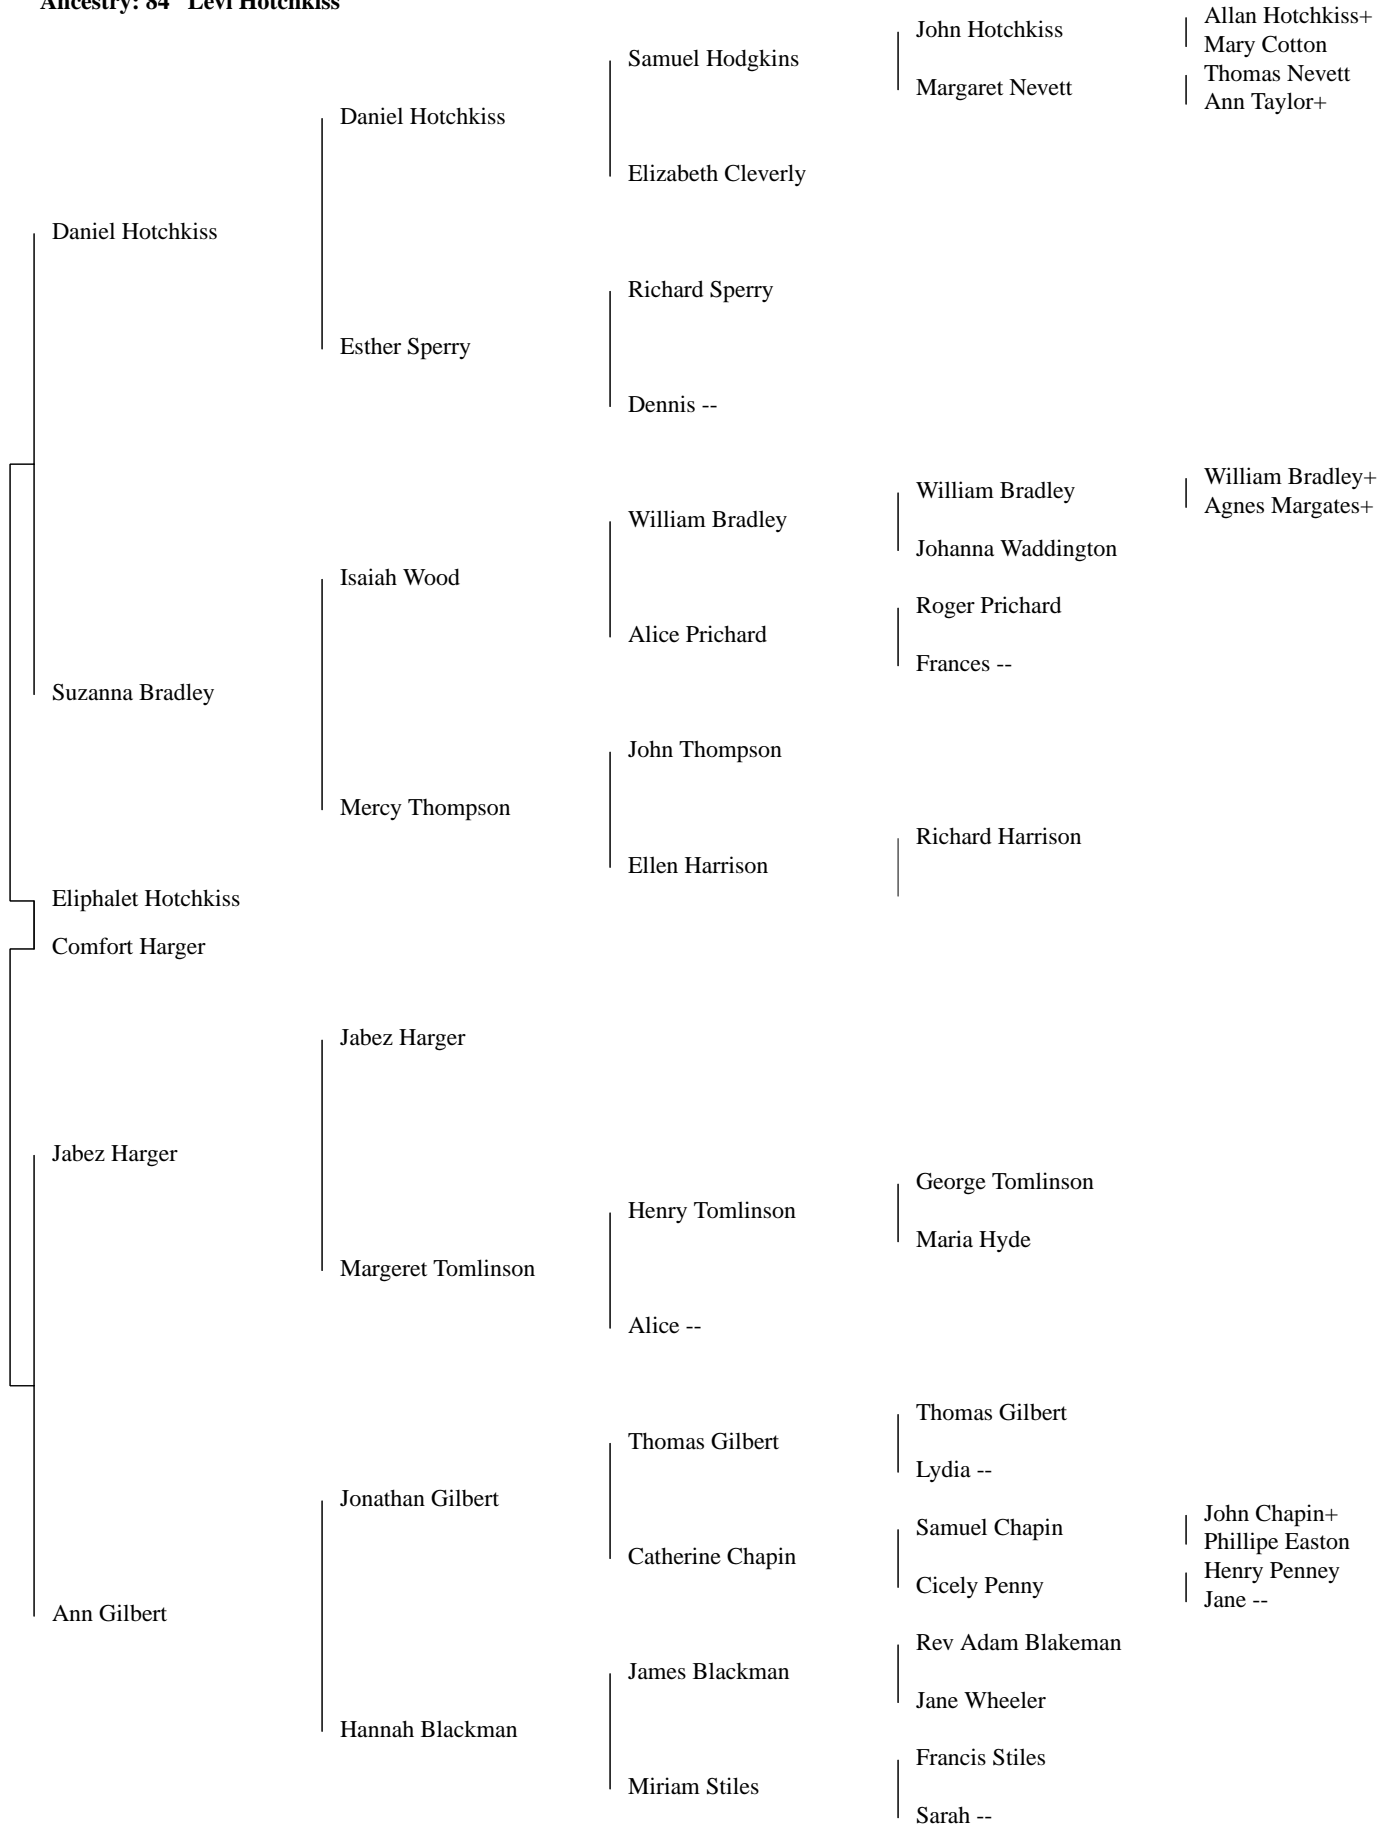 Ancestry: 84 Levi Hotchkiss
Allan Hotchkiss+
John Hotchkiss
Mary Cotton
Samuel Hodgkins
Thomas Nevett
Margaret Nevett
Ann Taylor+
Daniel Hotchkiss
Elizabeth Cleverly
Daniel Hotchkiss
Richard Sperry
Esther Sperry
Dennis --
William Bradley+
William Bradley
Agnes Margates+
William Bradley
Johanna Waddington
Isaiah Wood
Roger Prichard
Alice Prichard
Frances --
Suzanna Bradley
John Thompson
Mercy Thompson
Richard Harrison
Ellen Harrison
Eliphalet Hotchkiss
Comfort Harger
Jabez Harger
Jabez Harger
George Tomlinson
Henry Tomlinson
Maria Hyde
Margeret Tomlinson
Alice --
Thomas Gilbert
Thomas Gilbert
Lydia --
Jonathan Gilbert
John Chapin+
Samuel Chapin
Phillipe Easton
Catherine Chapin
Henry Penney
Cicely Penny
Jane --
Ann Gilbert
Rev Adam Blakeman
James Blackman
Jane Wheeler
Hannah Blackman
Francis Stiles
Miriam Stiles
Sarah --